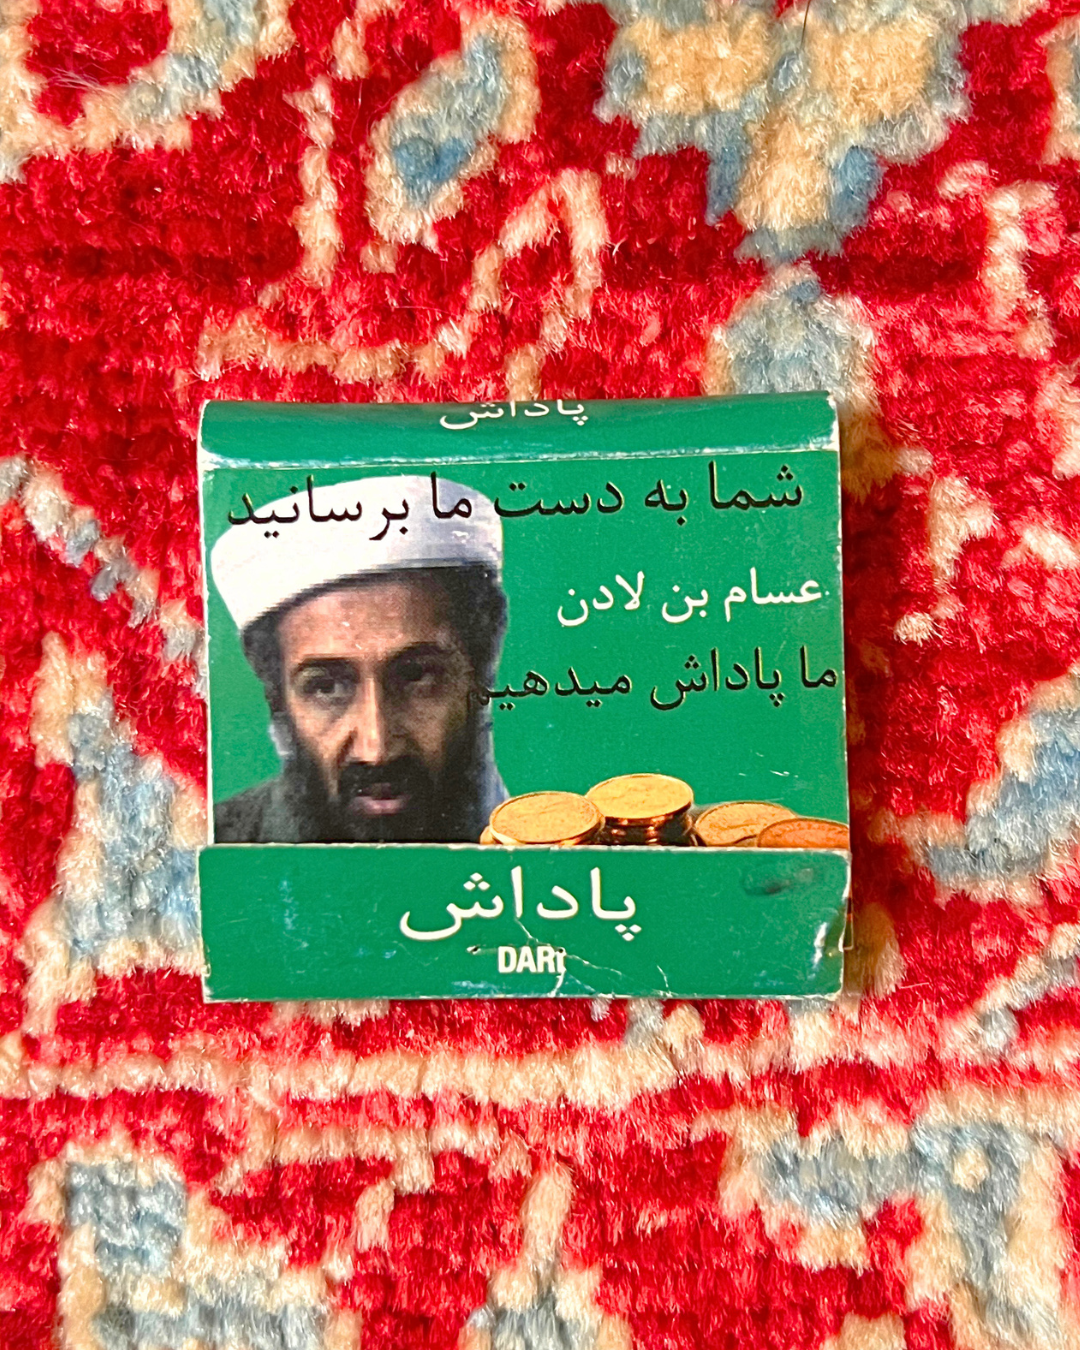 پاداش
شما به دست ما برسانید
عسام بن لادن
ما پاداش میدهیم
پاداش
DARI